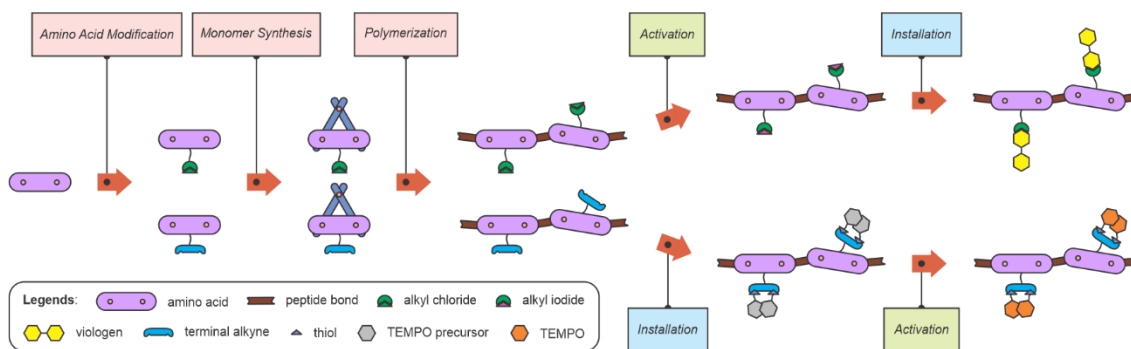 Amino Acid Modification
Monomer Synthesis
Polymerization
Activation
Installation
Installation
Activation
Legends: amino acid peptide bond alkyl chloride alkyl iodide
viologen terminal alkyne thiol TEMPO precursor TEMPO